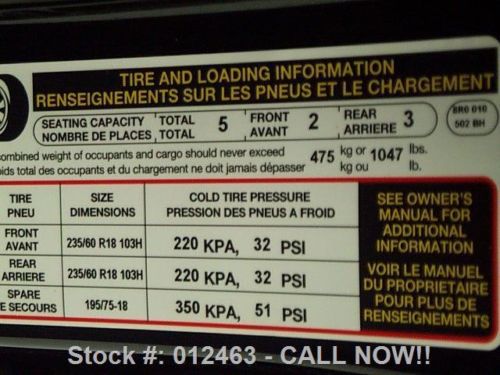 TIRE AND LOADING INFORMATION
RENSEIGNEMENTS SUR LES PNEUS ET LE CHARGEMENT
SEATING CAPACITY TOTAL 5 FRONT 2 REAR 3
NOMBRE DE PLACES TOTAL AVANT ARRIERE
8R0 010
502 BH
combined weight of occupants and cargo should never exceed 475 kg or 1047 lbs.
oids total des occupants et du chargement ne doit jamais dépasser kg ou lb.
TIRE SIZE COLD TIRE PRESSURE
PNEU DIMENSIONS PRESSION DES PNEUS A FROID
FRONT
AVANT 235/60 R18 103H 220 KPA, 32 PSI
REAR
ARRIERE 235/60 R18 103H 220 KPA, 32 PSI
SPARE
E SECOURS 195/75-18 350 KPA, 51 PSI
SEE OWNER'S
MANUAL FOR
ADDITIONAL
INFORMATION
VOIR LE MANUEL
DU PROPRIETAIRE
POUR PLUS DE
RENSEIGNEMENTS
Stock #: 012463 - CALL NOW!!